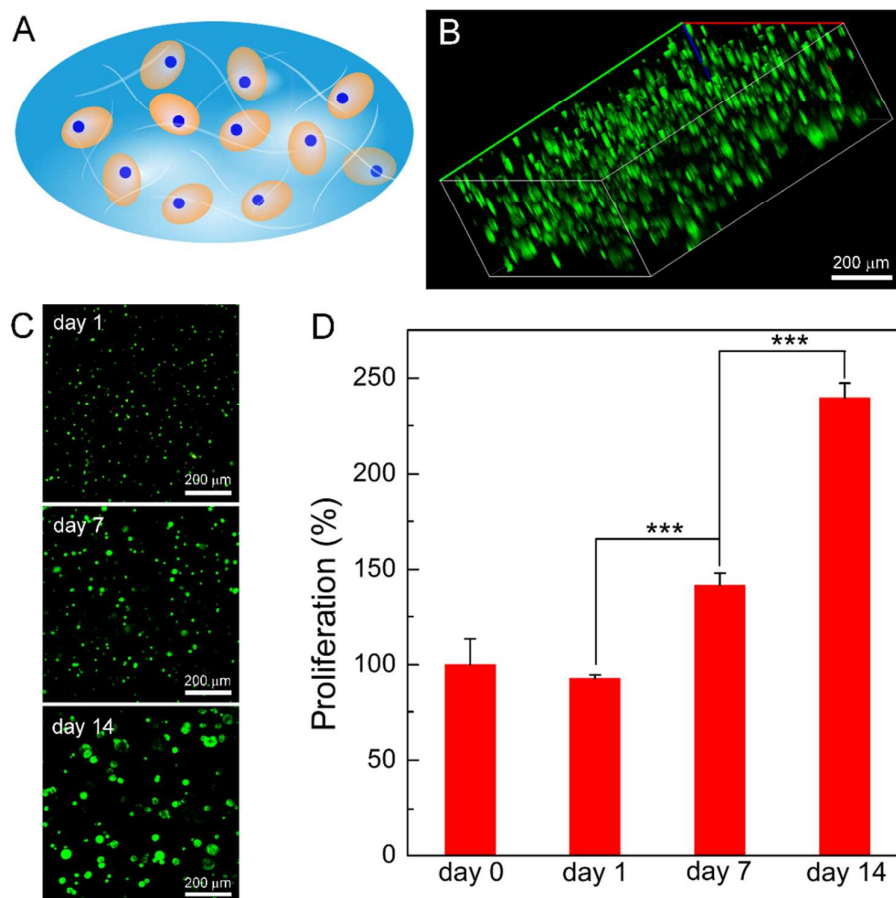 A
B
200 μm
C
day 1
200 μm
day 7
200 μm
day 14
200 μm
D
Proliferation (%)
250
200
150
100
50
0
***
***
day 0 day 1 day 7 day 14